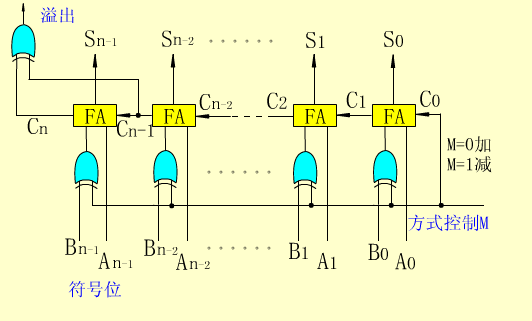 溢出
Sn-1 Sn-2 ...... S1 S0
Cn FA Cn-1 FA Cn-2 C2 FA C1 FA C0
M=0加
M=1减
方式控制M
Bn-1 An-1 Bn-2 An-2 ...... B1 A1 B0 A0
符号位